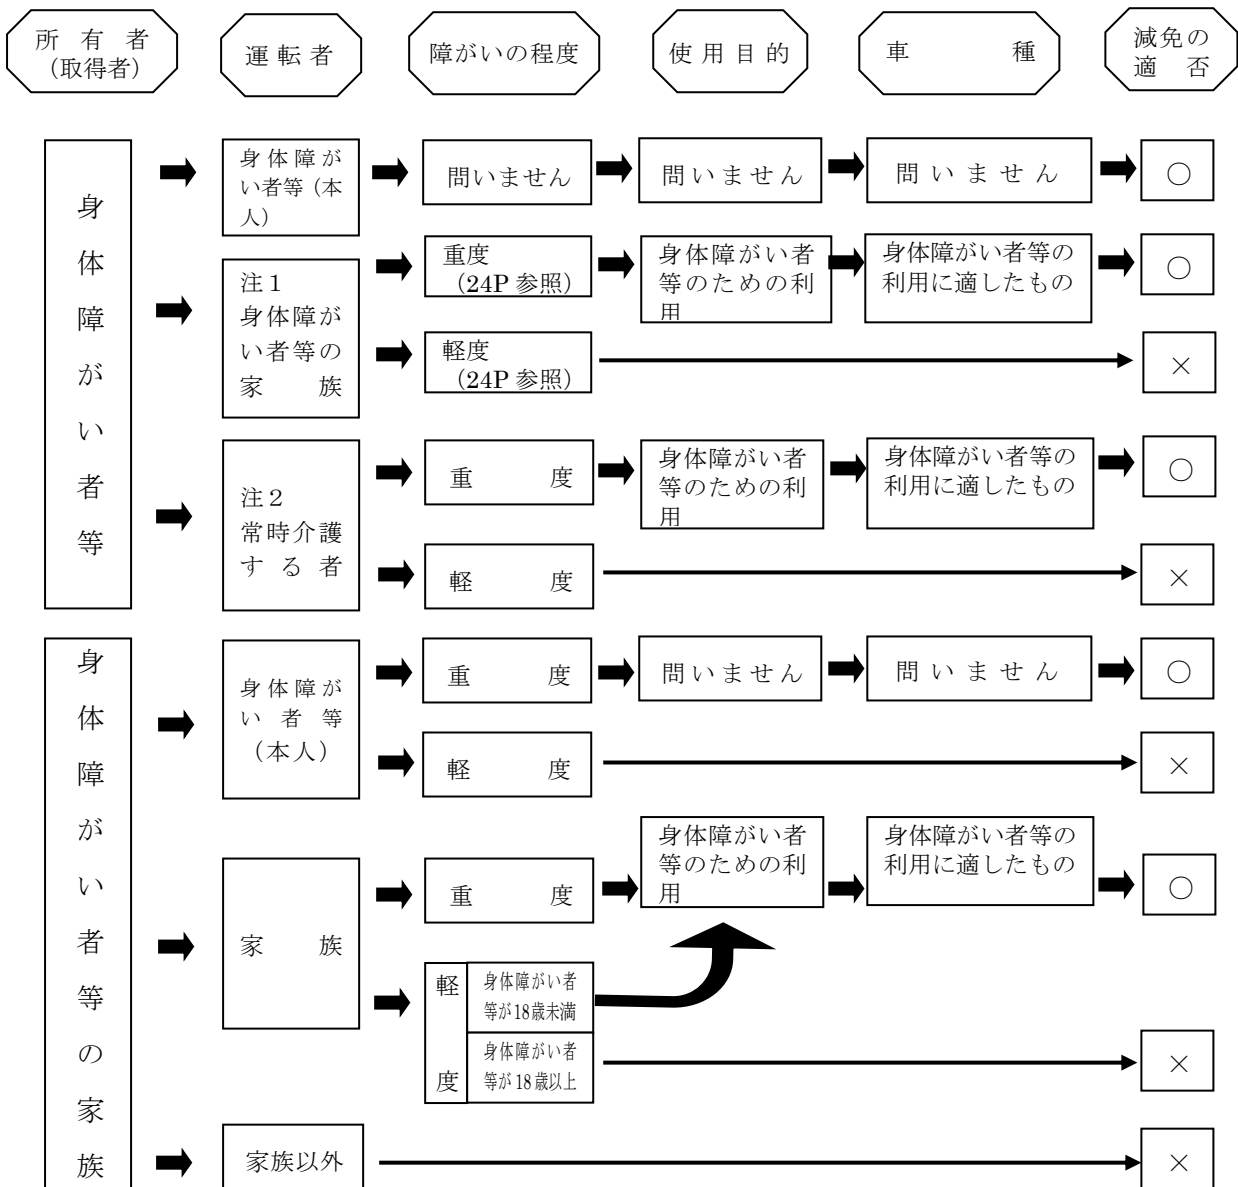 所有者
(取得者)
運転者
障がいの程度
使用目的
車種
減免の
適否
身体障がい者等
身体障が
い者等（本
人）
問いません
問いません
問いません
○
注１
身体障が
い者等の
家族
重度
（24P 参照）
身体障がい者
等のための利
用
身体障がい者等の
利用に適したもの
○
軽度
（24P 参照）
×
注２
常時介護
する者
重度
身体障がい者
等のための利
用
身体障がい者等の
利用に適したもの
○
軽度
×
身体障がい者等の家族
身体障が
い者等
（本人）
重度
問いません
問いません
○
軽度
×
家族
重度
身体障がい者
等のための利
用
身体障がい者等の
利用に適したもの
○
軽度
身体障がい者
等が18歳未満
身体障がい者
等が18歳以上
×
家族以外
×